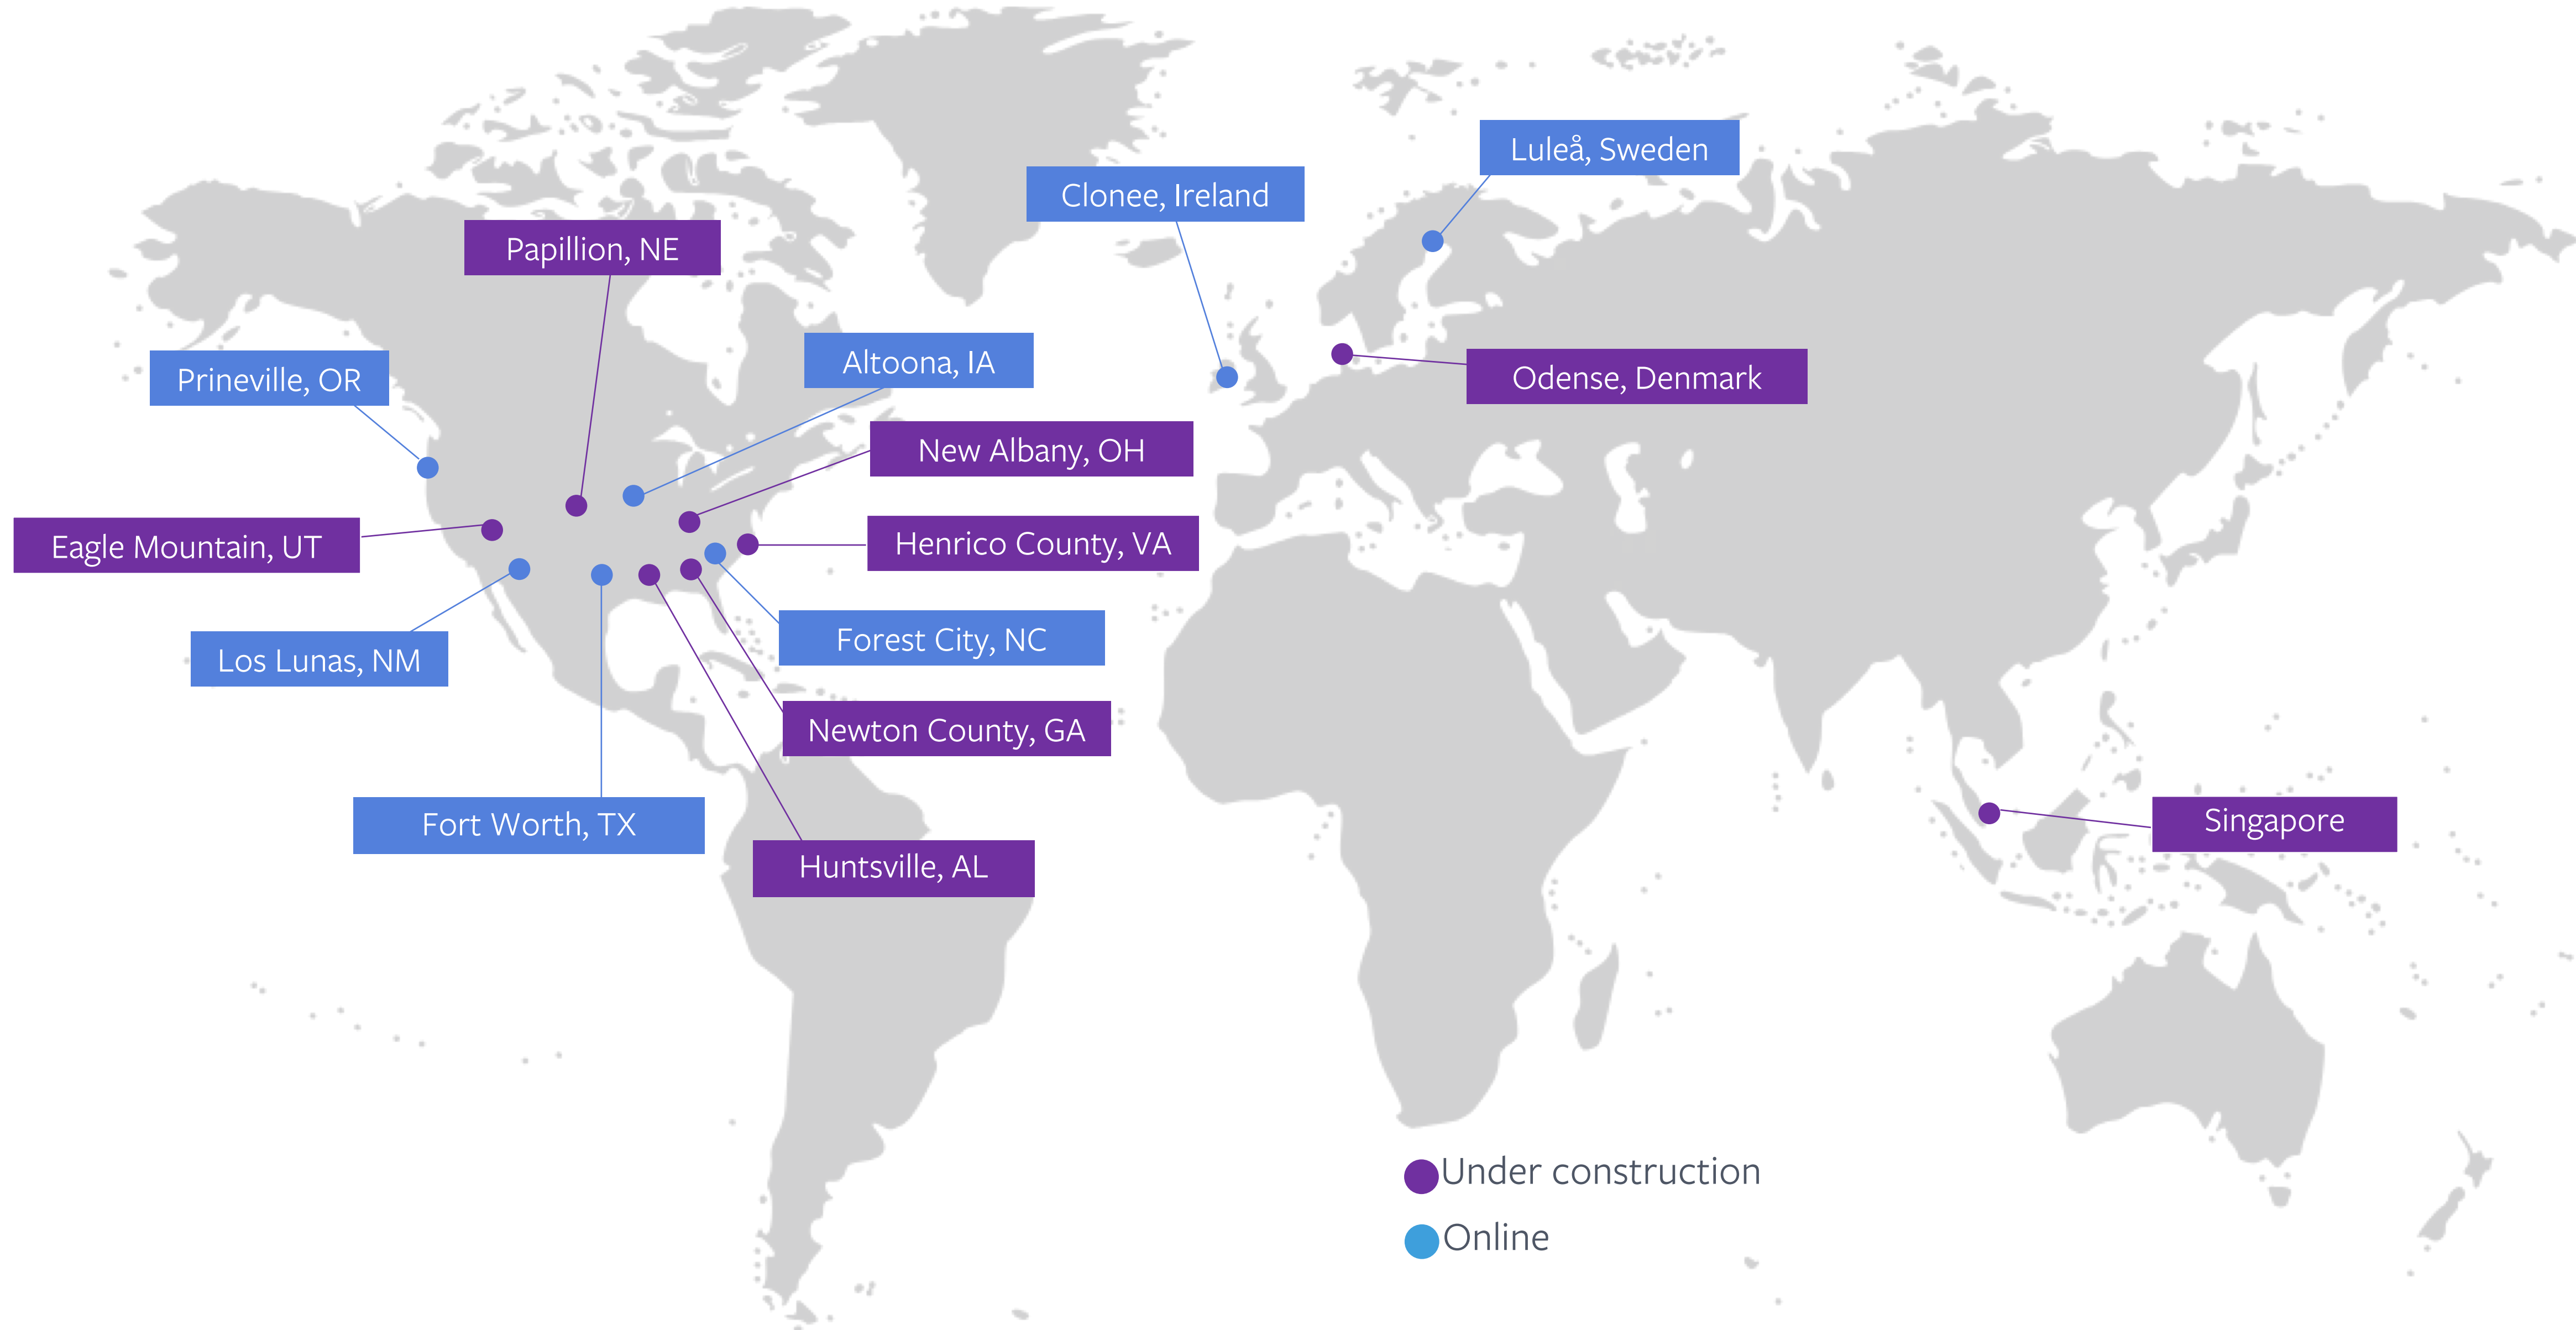 Luleå, Sweden
Clonee, Ireland
Papillion, NE
Altoona, IA
Prineville, OR
Odense, Denmark
New Albany, OH
Eagle Mountain, UT
Henrico County, VA
Forest City, NC
Los Lunas, NM
Newton County, GA
Fort Worth, TX
Singapore
Huntsville, AL
Under construction
Online